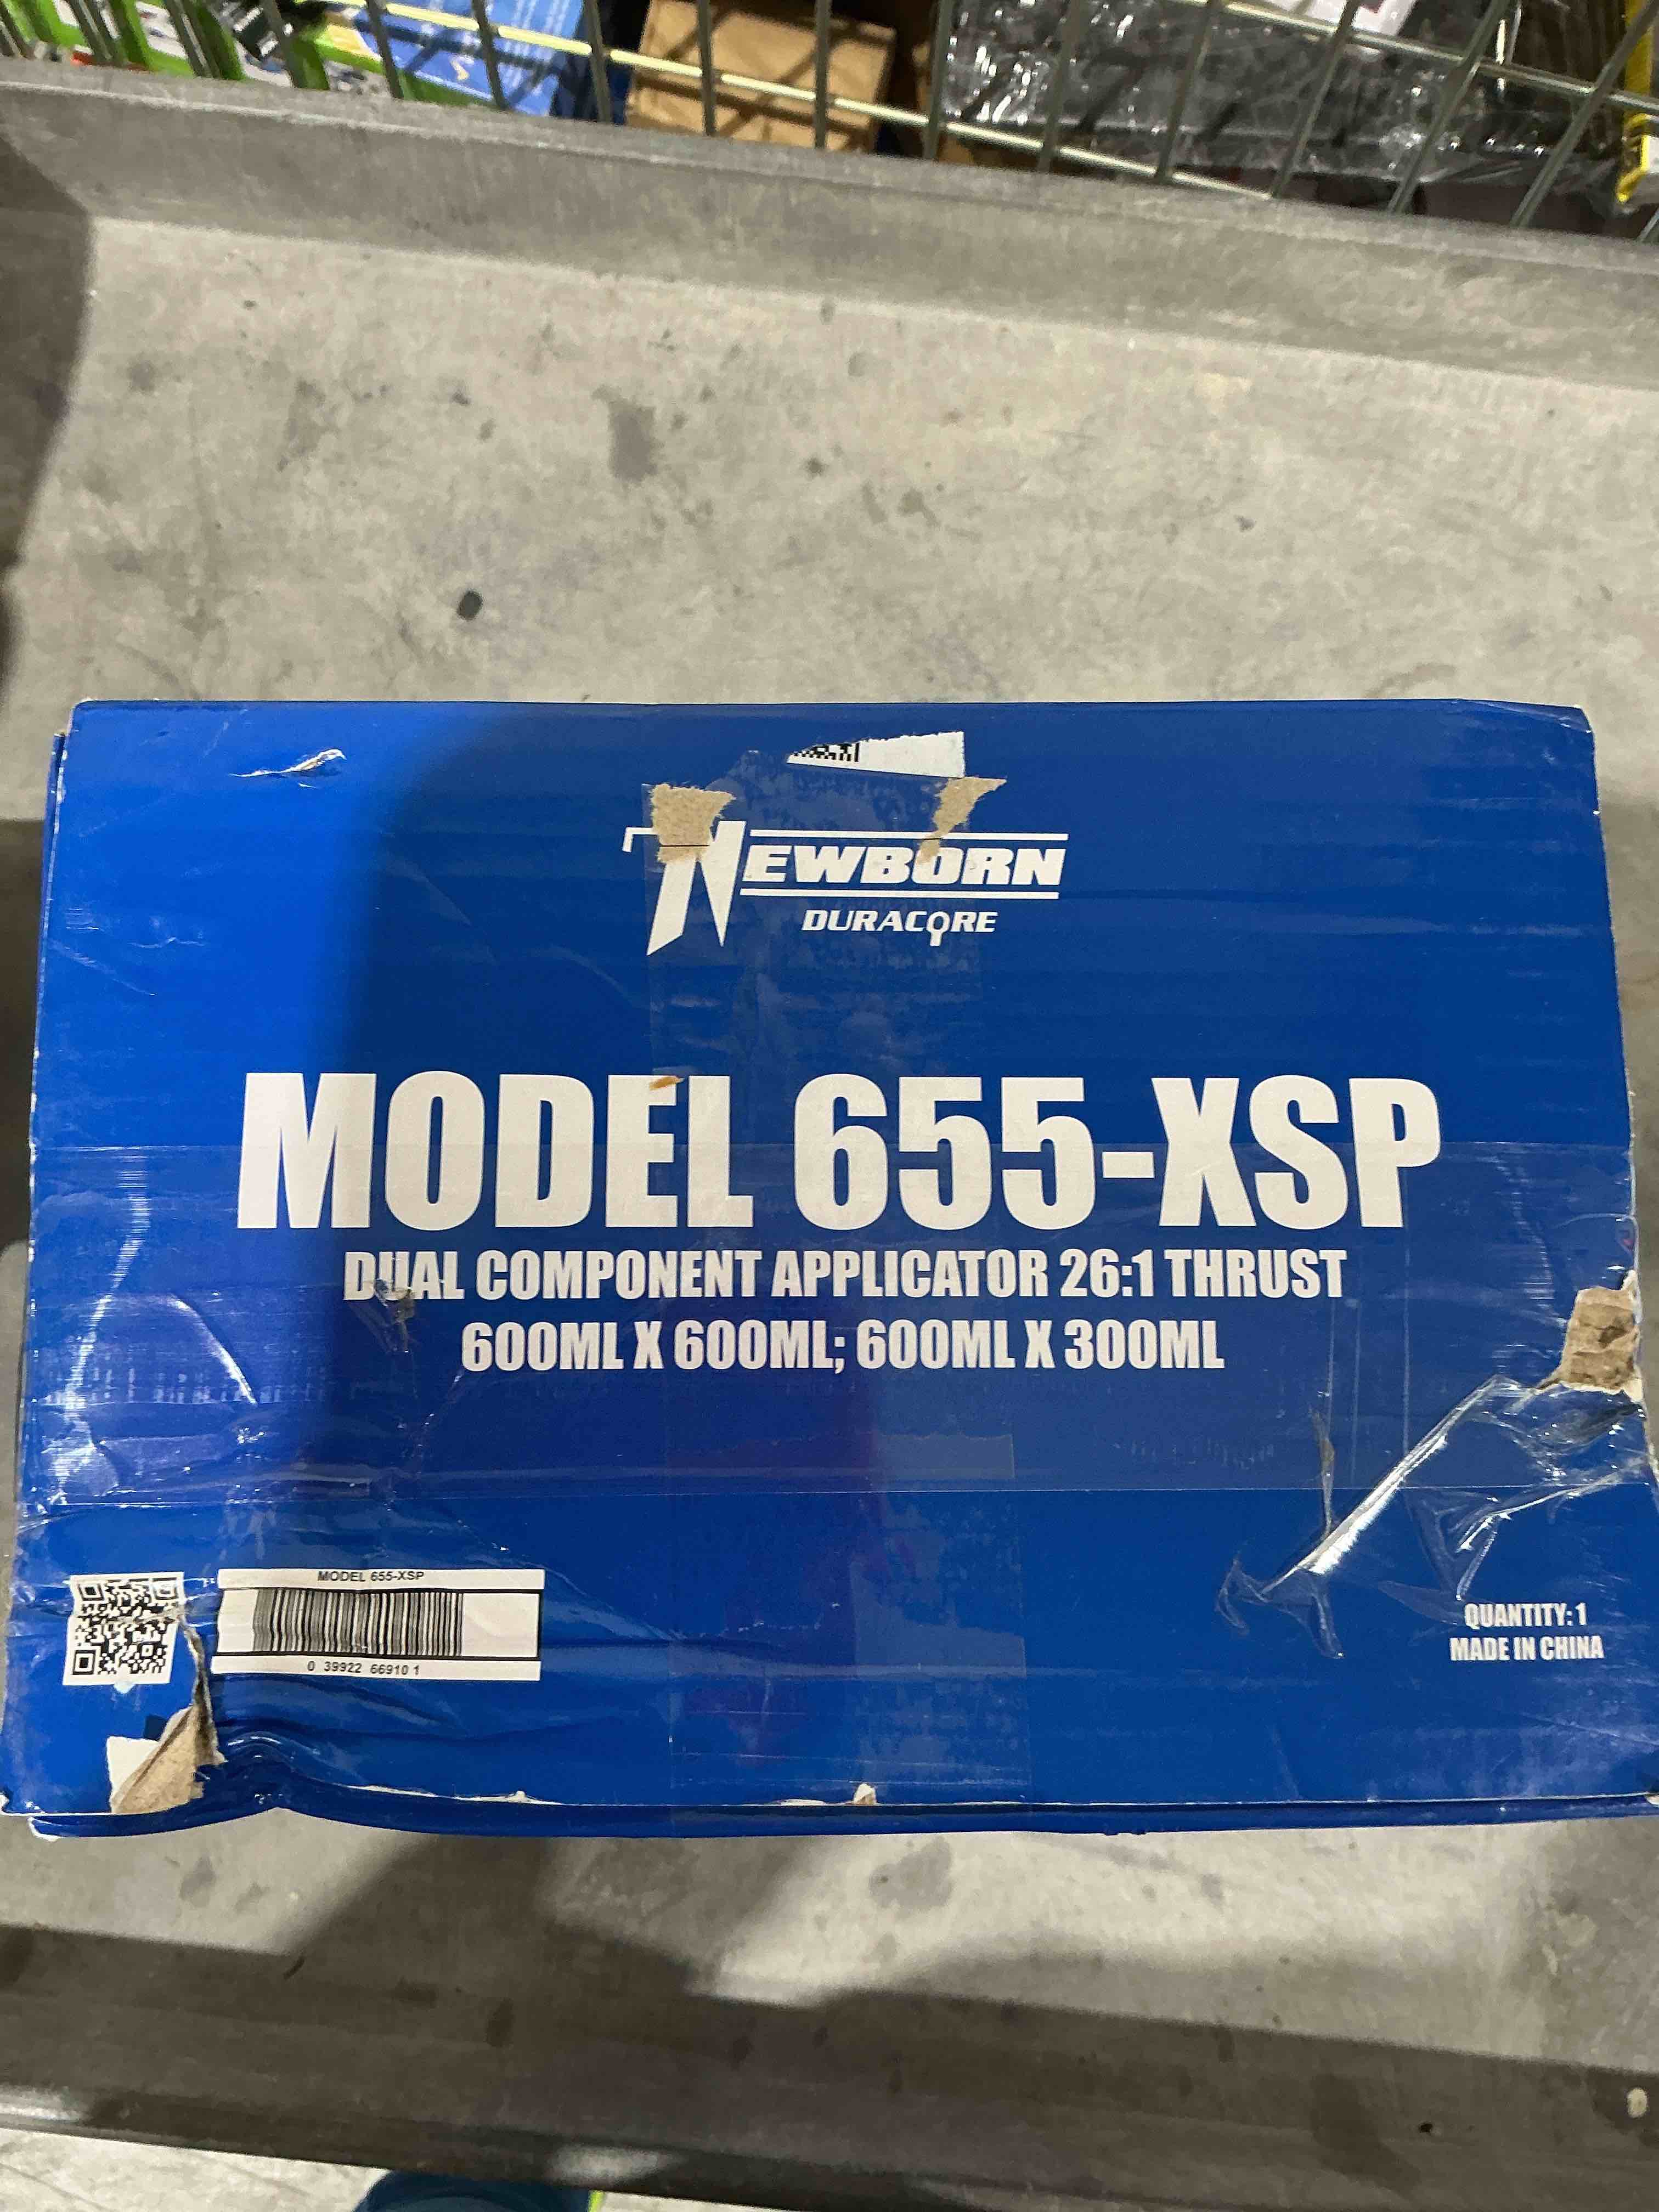 NEWBORN
DURACORE
MODEL 655-XSP
DUAL COMPONENT APPLICATOR 26:1 THRUST
600ML X 600ML; 600ML X 300ML
MODEL 655-XSP
0 39922 66910 1
QUANTITY: 1
MADE IN CHINA